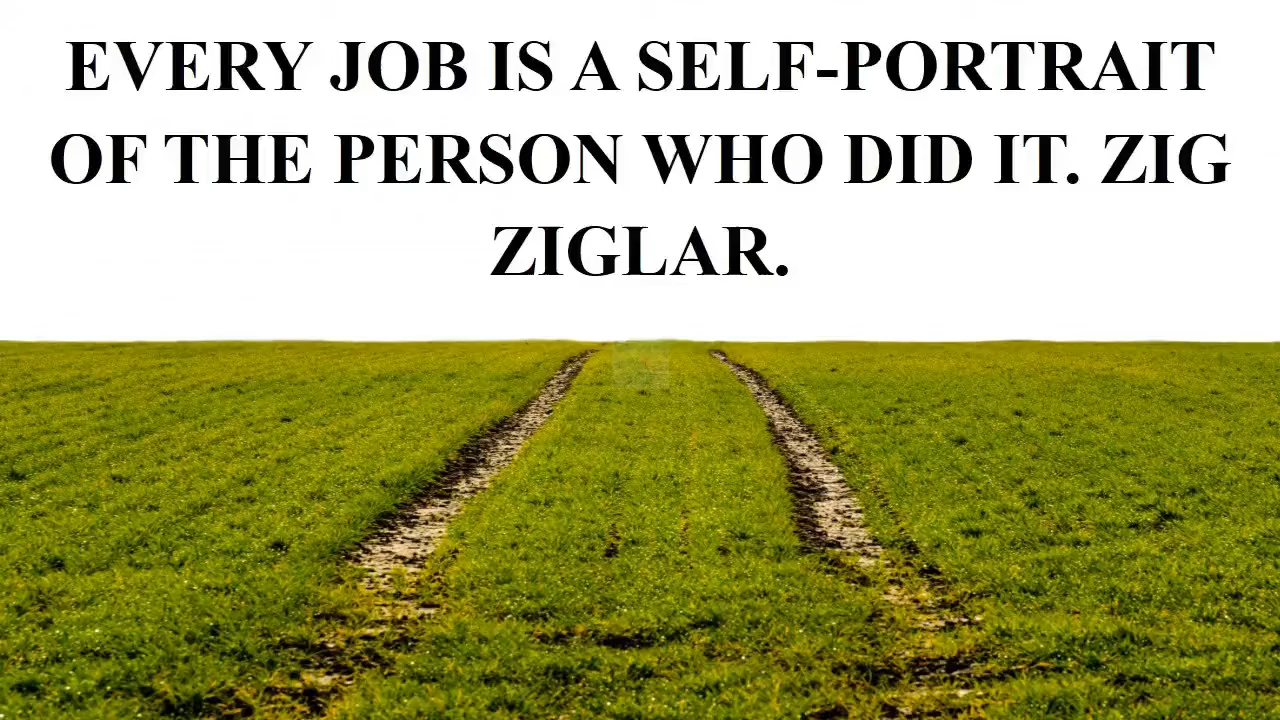 EVERY JOB IS A SELF-PORTRAIT
OF THE PERSON WHO DID IT. ZIG
ZIGLAR.